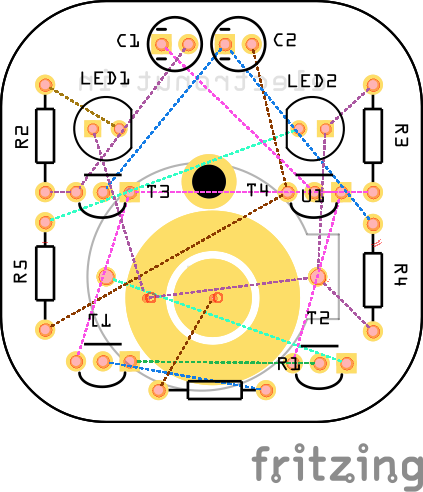 C1 C2
LED1 LED2
R2 R3
T3 T4 U1
R5 R4
T1 T2
R1
fritzing